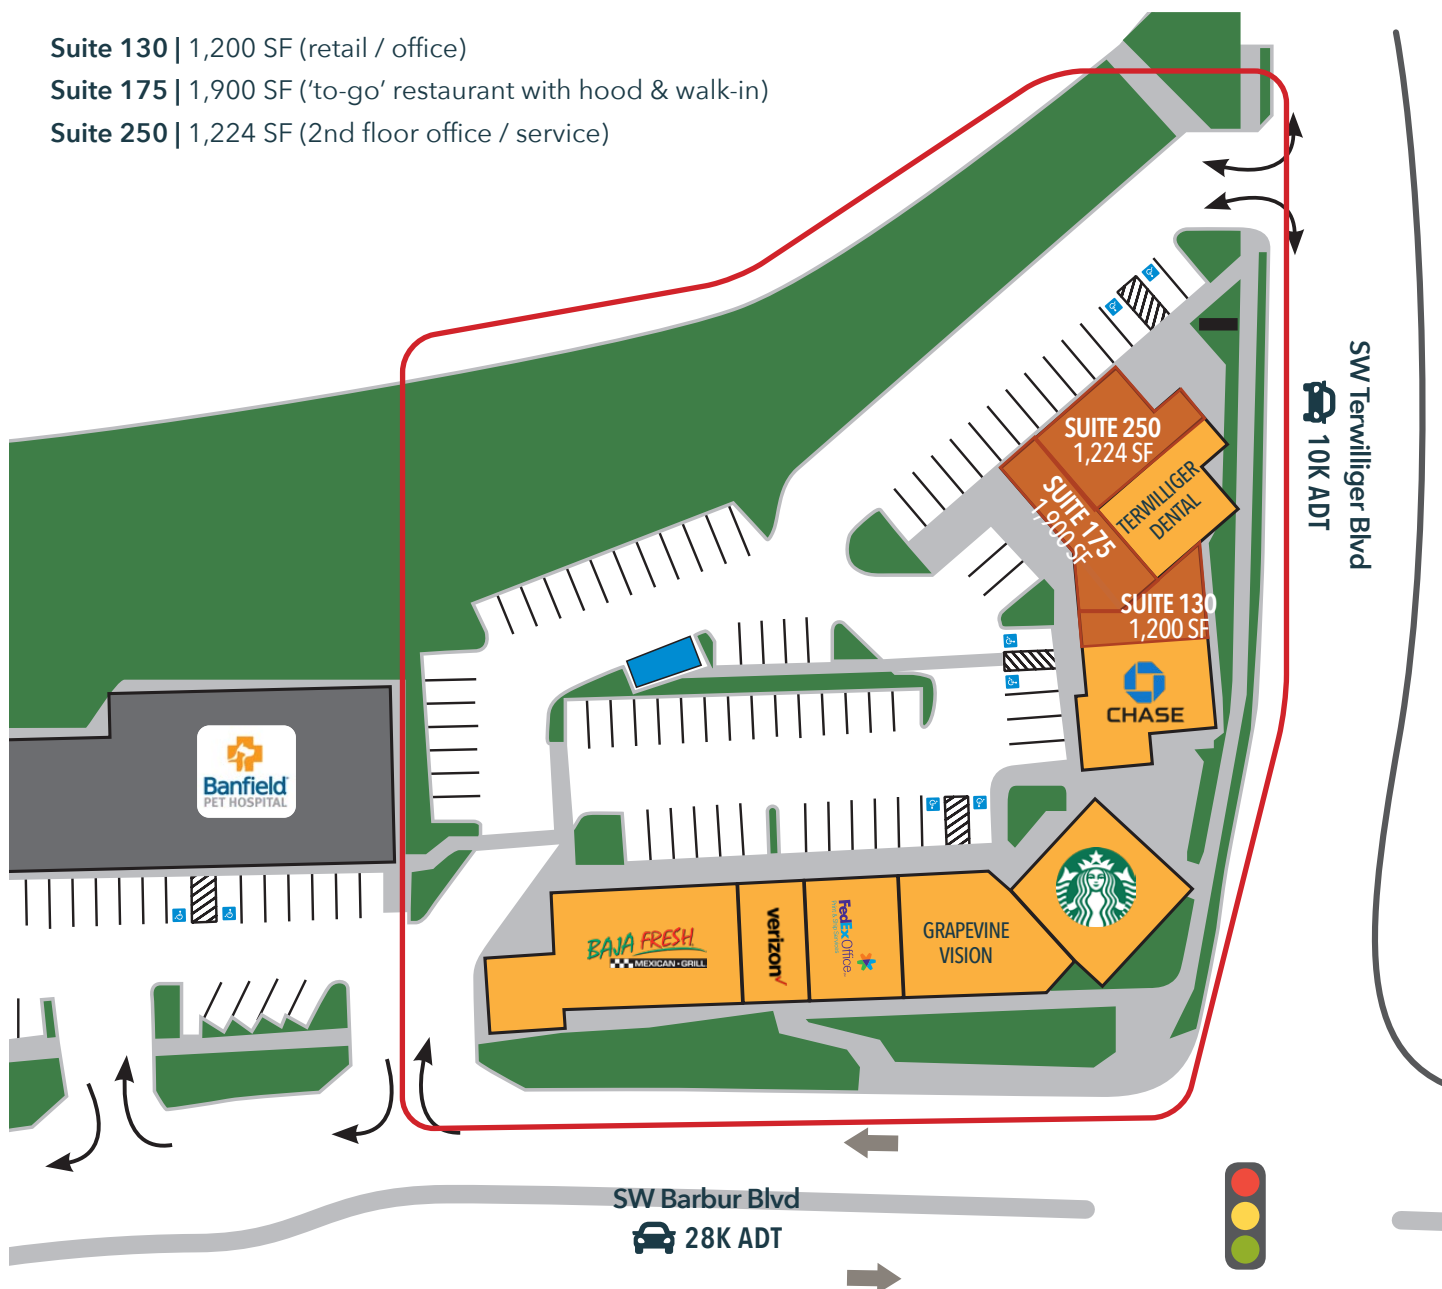 Suite 130 | 1,200 SF (retail / office)
Suite 175 | 1,900 SF (‘to-go’ restaurant with hood & walk-in)
Suite 250 | 1,224 SF (2nd floor office / service)
SW Terwilliger Blvd
10K ADT
SUITE 250
1,224 SF
TERWILLIGER
DENTAL
SUITE 175
1,900 SF
SUITE 130
1,200 SF
CHASE
Banfield
PET HOSPITAL
BAJA FRESH
MEXICAN • GRILL
verizon
FedEx Office
GRAPEVINE
VISION
SW Barbur Blvd
28K ADT